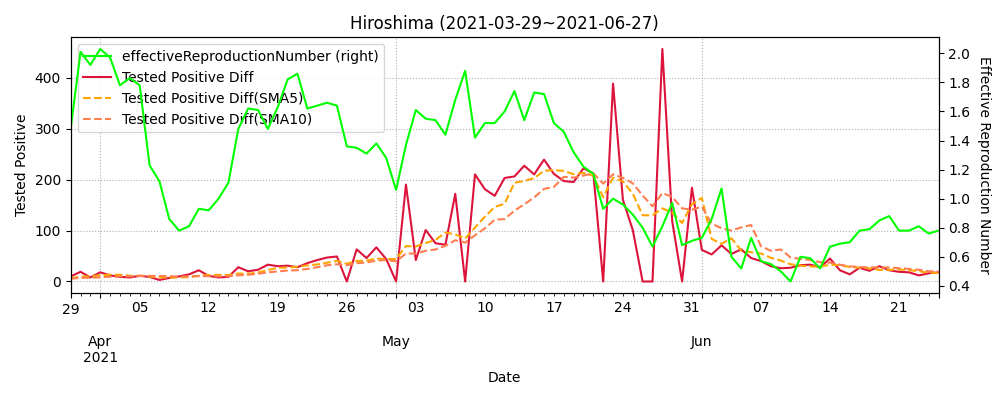 Hiroshima (2021-03-29~2021-06-27)
effectiveReproductionNumber (right)
Tested Positive Diff
Tested Positive Diff(SMA5)
Tested Positive Diff(SMA10)
Tested Positive
400
300
200
100
0
2.0
1.8
1.6
1.4
1.2
1.0
0.8
0.6
0.4
Effective Reproduction Number
29 05 12 19 26 03 10 17 24 31 07 14 21
Apr May Jun
2021
Date